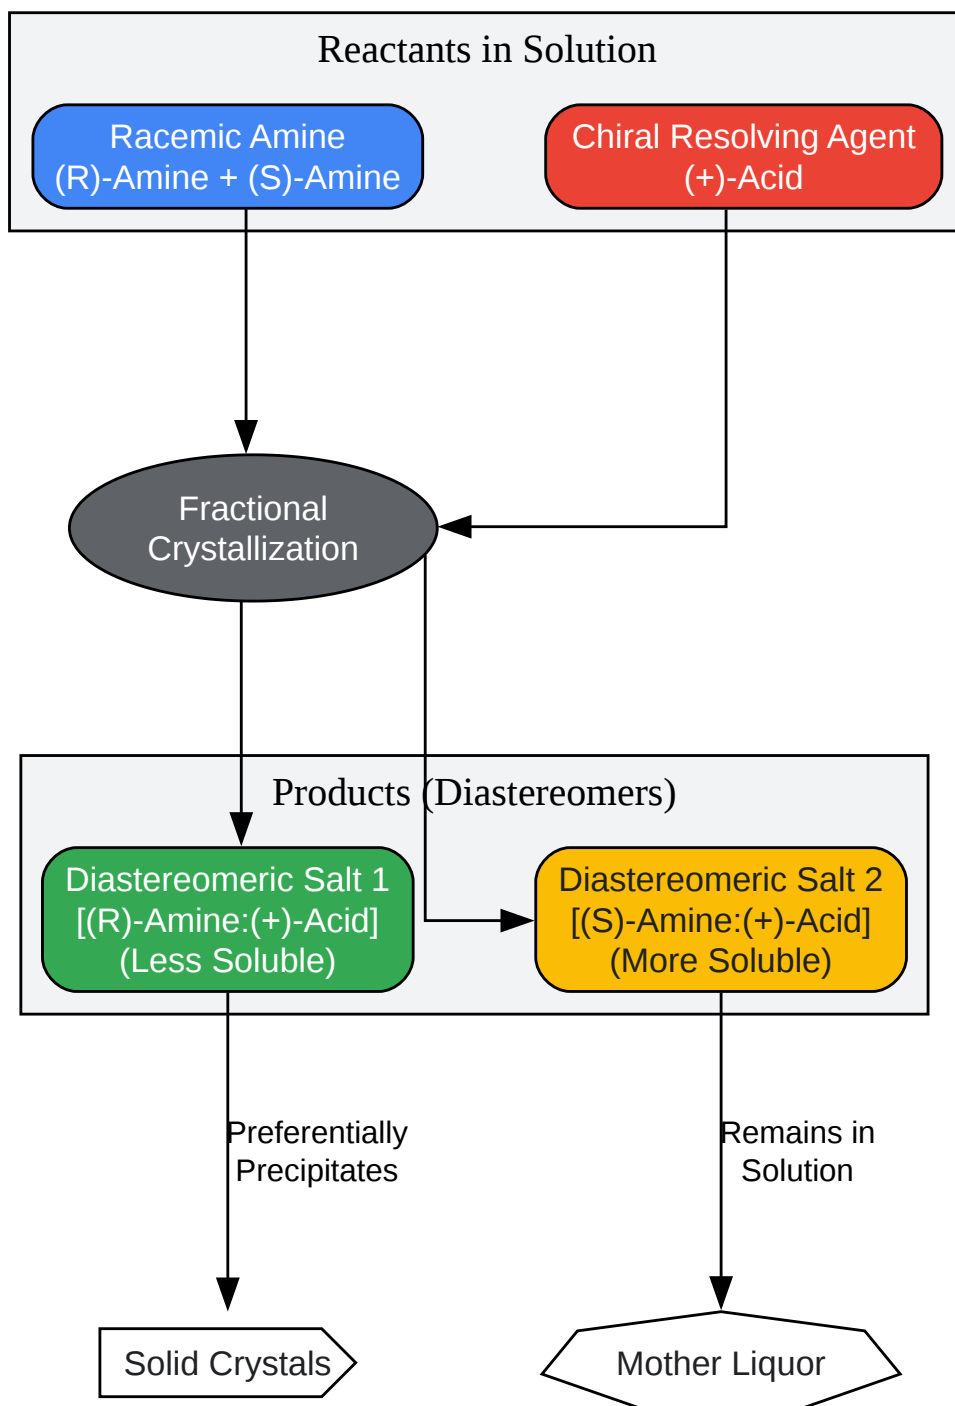 Reactants in Solution
Racemic Amine
(R)-Amine + (S)-Amine
Chiral Resolving Agent
(+)-Acid
Fractional
Crystallization
Products (Diastereomers)
Diastereomeric Salt 1
[(R)-Amine:(+)-Acid]
(Less Soluble)
Diastereomeric Salt 2
[(S)-Amine:(+)-Acid]
(More Soluble)
Preferentially
Precipitates
Remains in
Solution
Solid Crystals
Mother Liquor